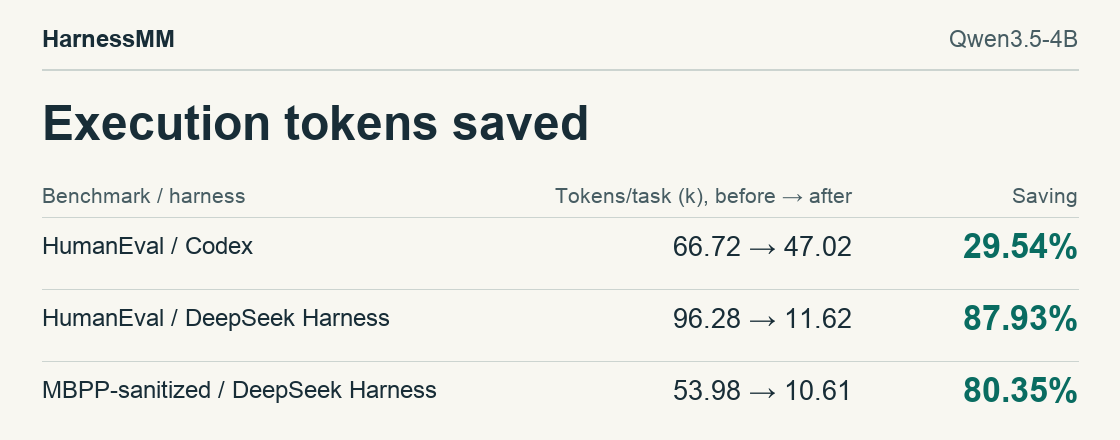 HarnessMM Qwen3.5-4B
Execution tokens saved
Benchmark / harness Tokens/task (k), before → after Saving
HumanEval / Codex 66.72 → 47.02 29.54%
HumanEval / DeepSeek Harness 96.28 → 11.62 87.93%
MBPP-sanitized / DeepSeek Harness 53.98 → 10.61 80.35%